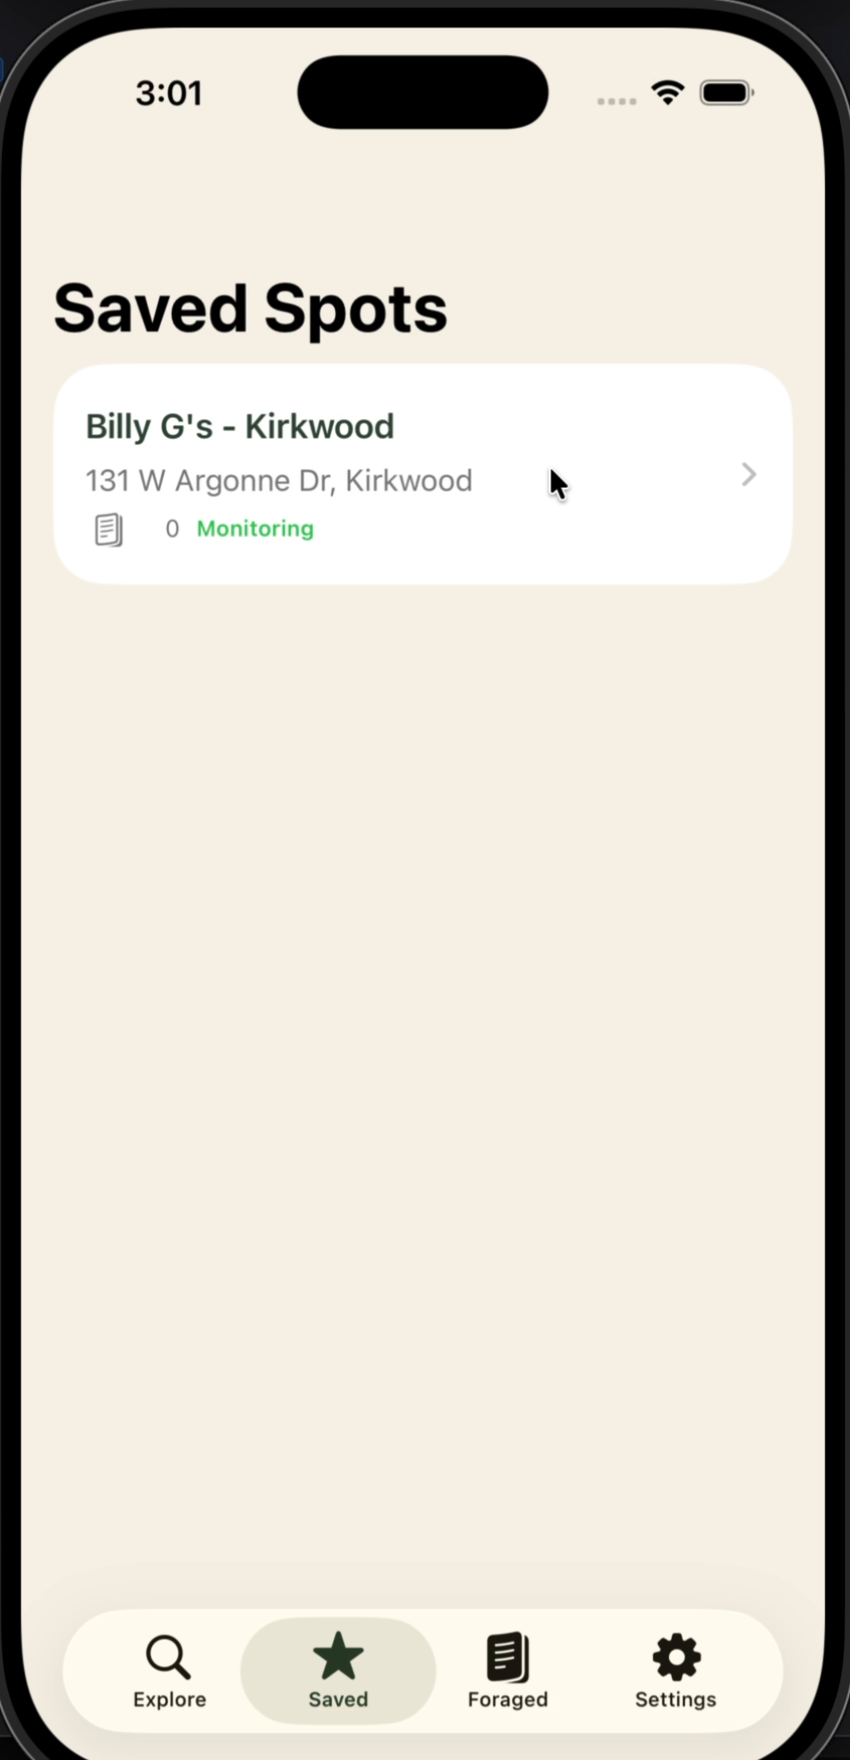 3:01
Saved Spots
Billy G's - Kirkwood
131 W Argonne Dr, Kirkwood
0 Monitoring
Explore Saved Foraged Settings